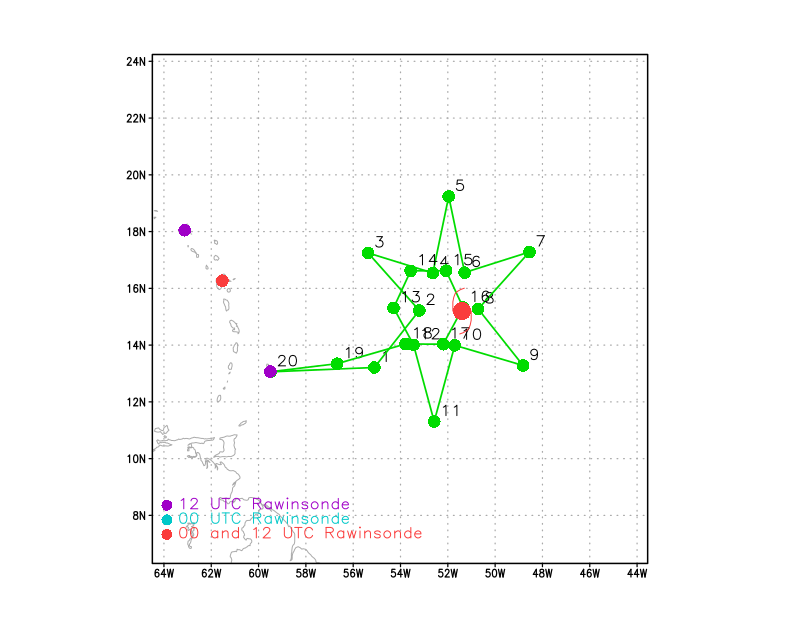 24N
22N
20N
18N
16N
14N
12N
10N
8N
5
3
7
14
4
15
6
13
2
16
8
18
12
17
10
19
1
20
9
11
12 UTC Rawinsonde
00 UTC Rawinsonde
00 and 12 UTC Rawinsonde
64W 62W 60W 58W 56W 54W 52W 50W 48W 46W 44W